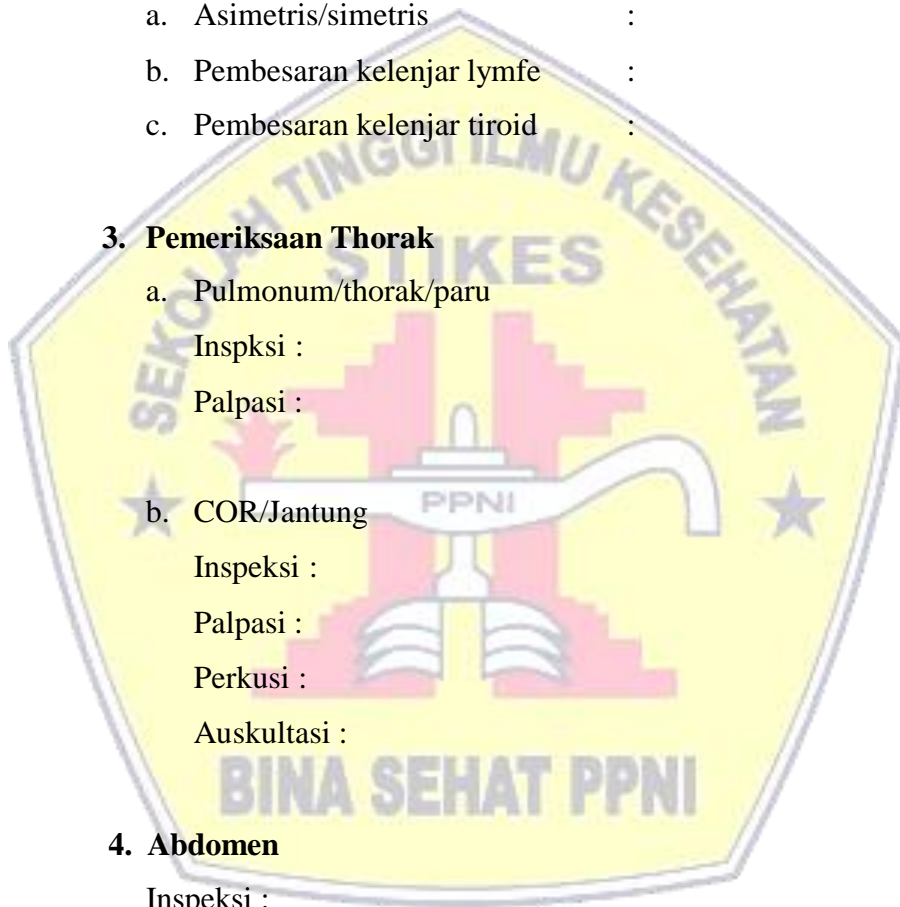 a. Asimetris/simetris :
b. Pembesaran kelenjar lymfe :
c. Pembesaran kelenjar tiroid :
SEKOLAH TINGGI ILMU KESEHATAN
STIKES
3. Pemeriksaan Thorak
a. Pulmonum/thorak/paru
Inspksi :
Palpasi :
PPNI
b. COR/Jantung
Inspeksi :
Palpasi :
Perkusi :
Auskultasi :
BINA SEHAT PPNI
4. Abdomen
Inspeksi :